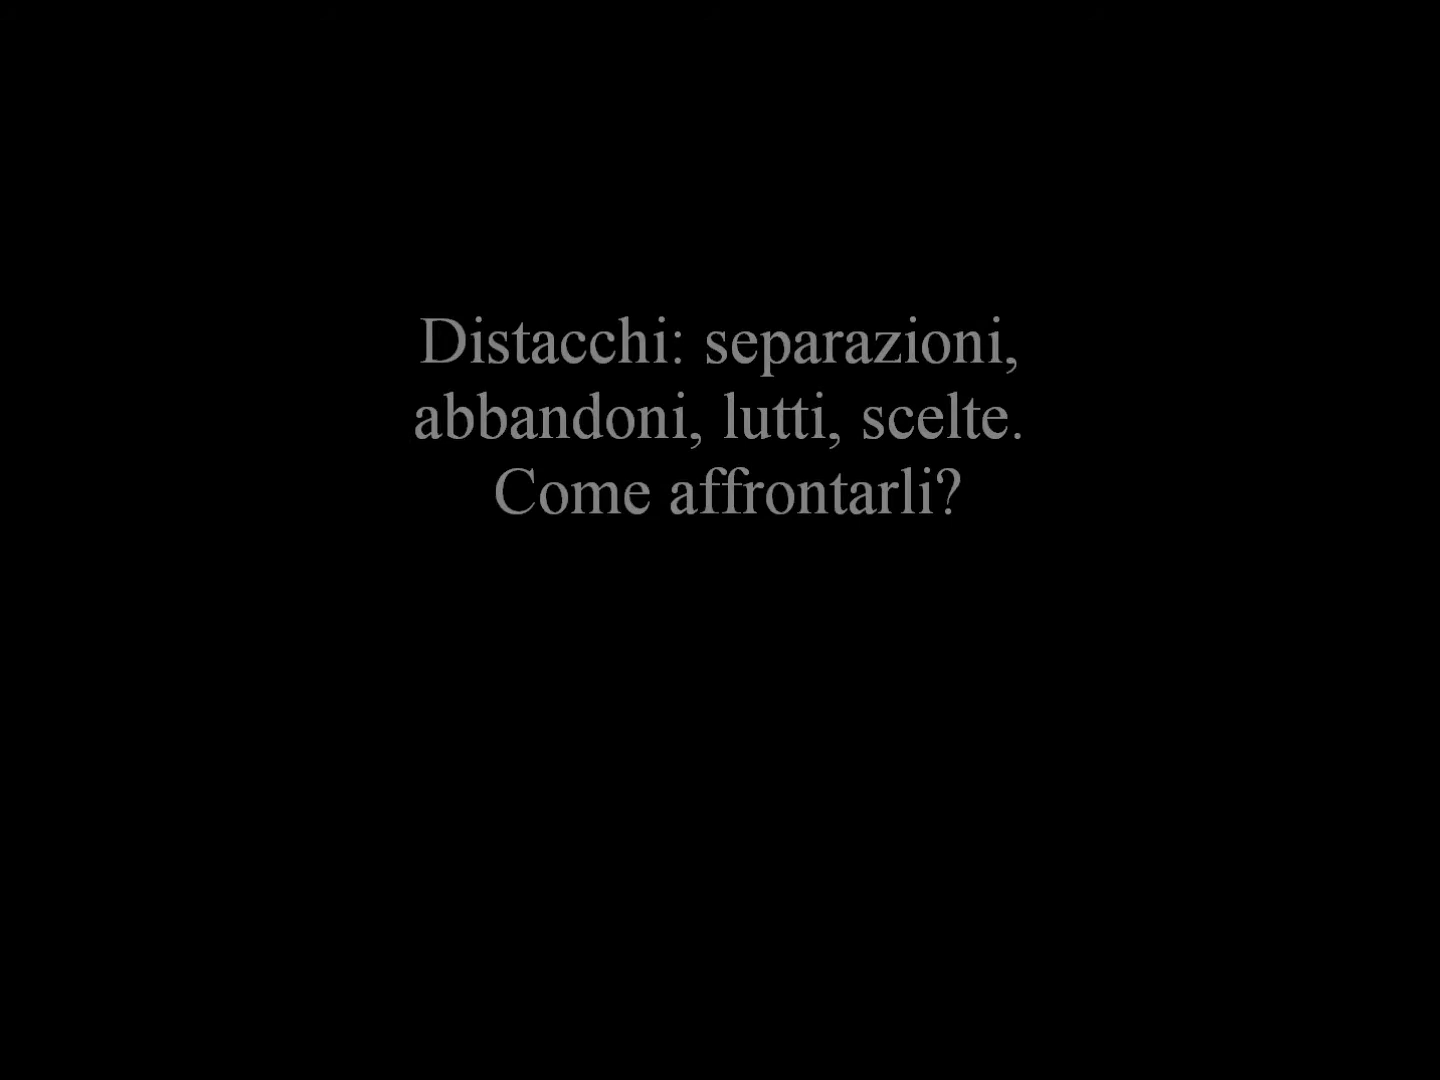 Distacchi: separazioni,
abbandoni, lutti, scelte.
Come affrontarli?